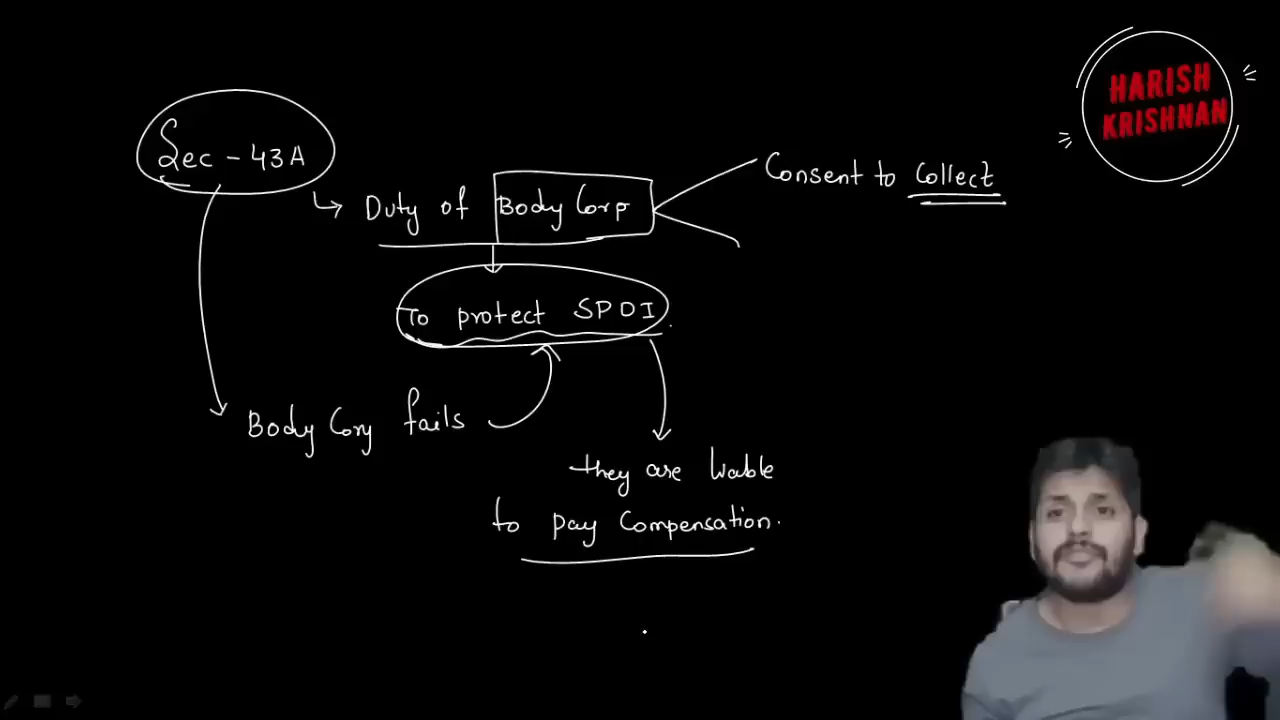 HARISH
KRISHNAN
Sec - 43A
Duty of Body Corp
Consent to Collect
To protect SPDI
Body Corp fails
they are liable
to pay Compensation.